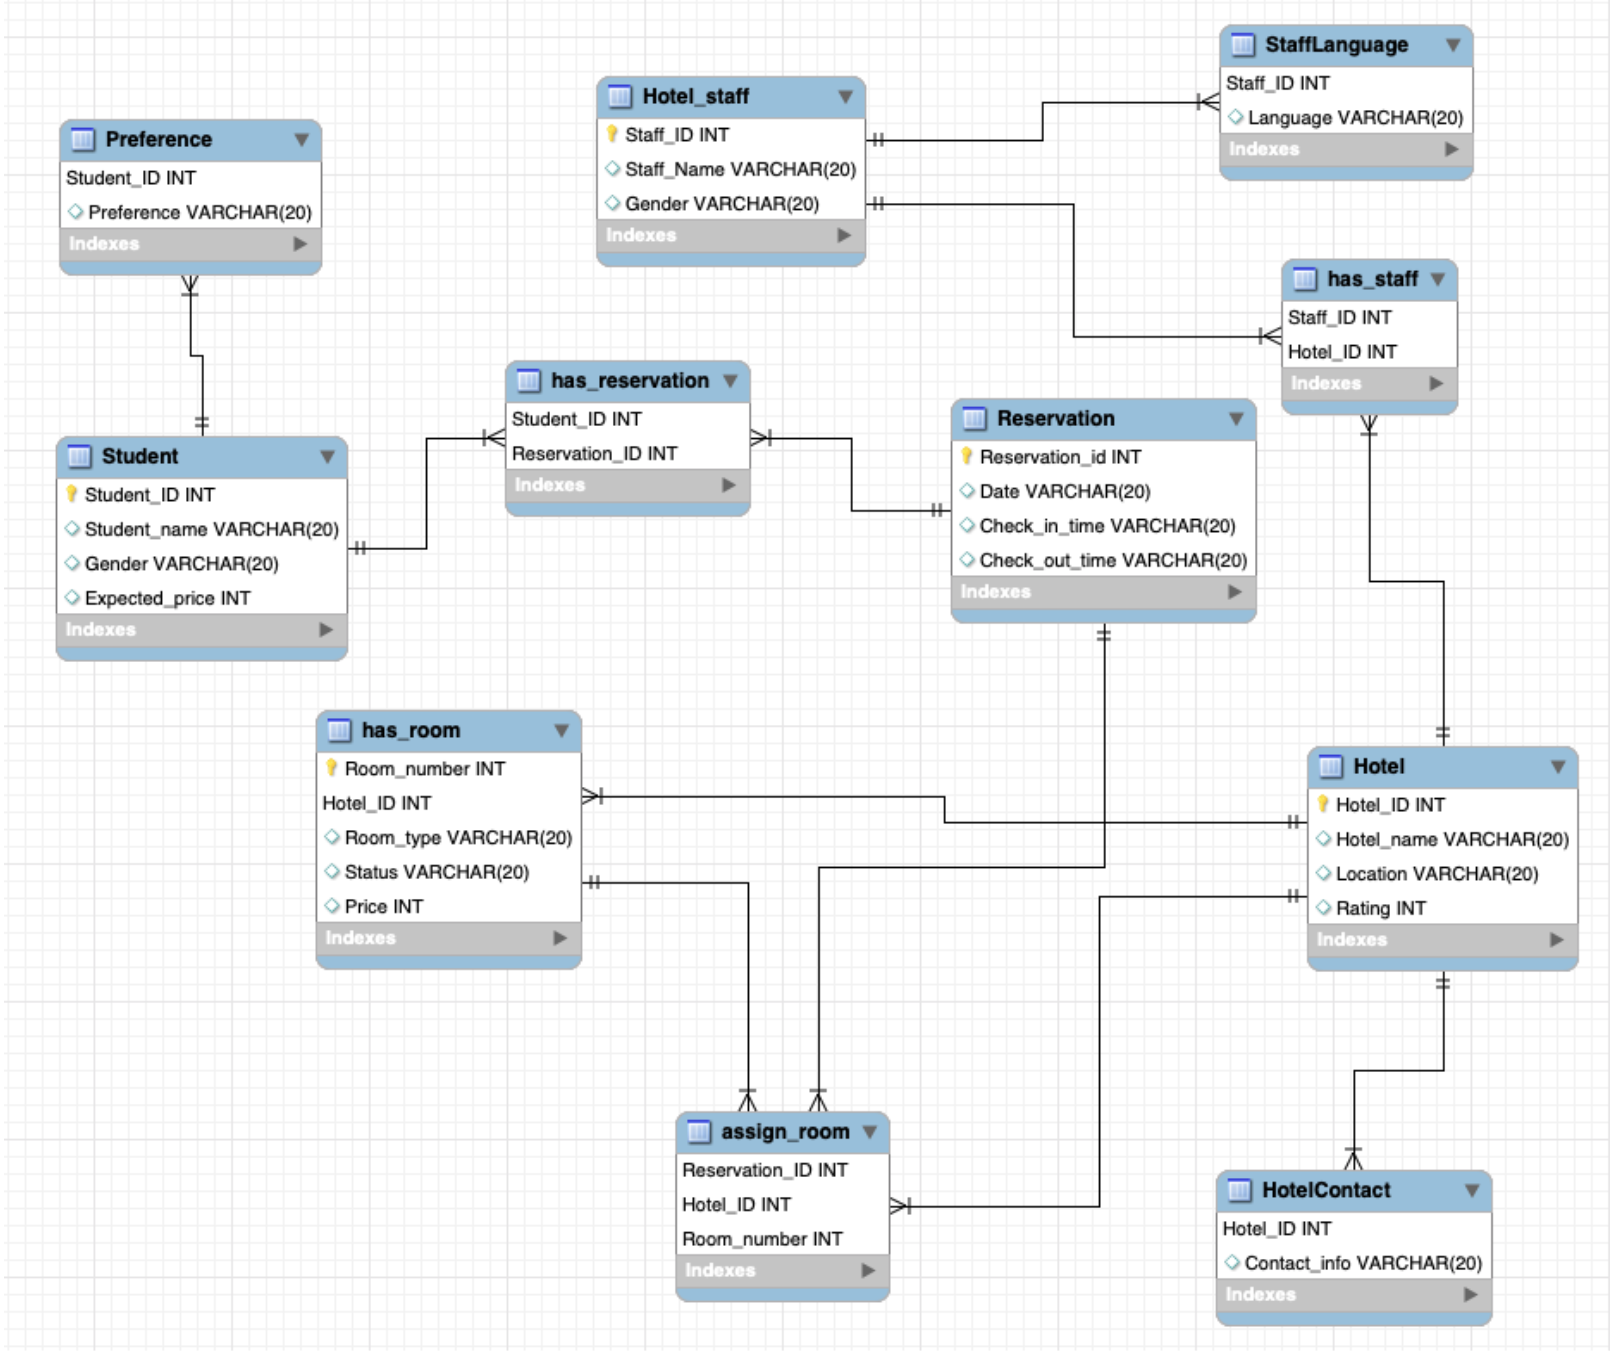 StaffLanguage
Staff_ID INT
Language VARCHAR(20)
Indexes
Hotel_staff
Staff_ID INT
Staff_Name VARCHAR(20)
Gender VARCHAR(20)
Indexes
Preference
Student_ID INT
Preference VARCHAR(20)
Indexes
has_staff
Staff_ID INT
Hotel_ID INT
Indexes
has_reservation
Student_ID INT
Reservation_ID INT
Indexes
Reservation
Reservation_id INT
Date VARCHAR(20)
Check_in_time VARCHAR(20)
Check_out_time VARCHAR(20)
Indexes
Student
Student_ID INT
Student_name VARCHAR(20)
Gender VARCHAR(20)
Expected_price INT
Indexes
has_room
Room_number INT
Hotel_ID INT
Room_type VARCHAR(20)
Status VARCHAR(20)
Price INT
Indexes
Hotel
Hotel_ID INT
Hotel_name VARCHAR(20)
Location VARCHAR(20)
Rating INT
Indexes
assign_room
Reservation_ID INT
Hotel_ID INT
Room_number INT
Indexes
HotelContact
Hotel_ID INT
Contact_info VARCHAR(20)
Indexes